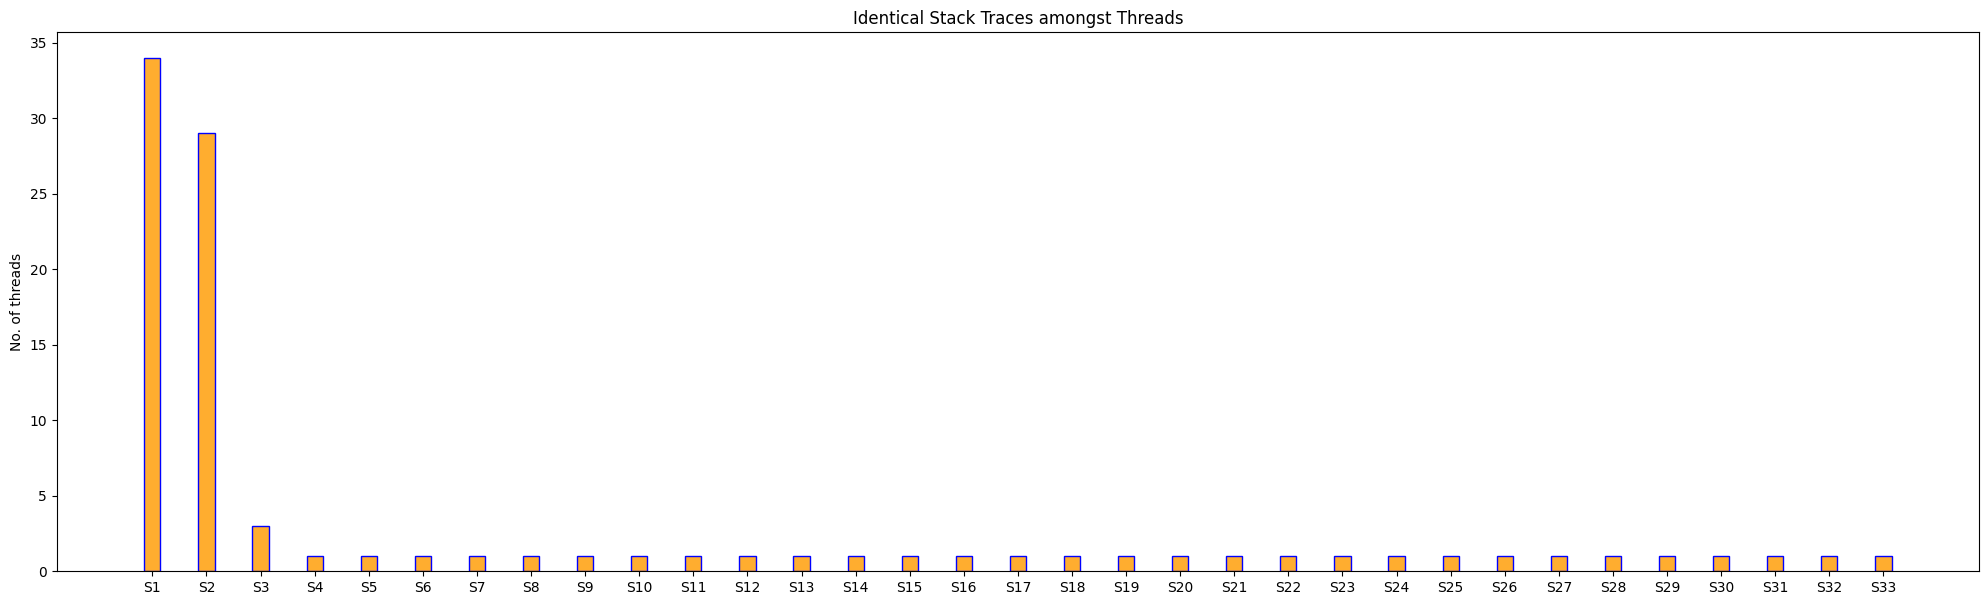 Identical Stack Traces amongst Threads
No. of threads
35
30
25
20
15
10
5
0
S1 S2 S3 S4 S5 S6 S7 S8 S9 S10 S11 S12 S13 S14 S15 S16 S17 S18 S19 S20 S21 S22 S23 S24 S25 S26 S27 S28 S29 S30 S31 S32 S33